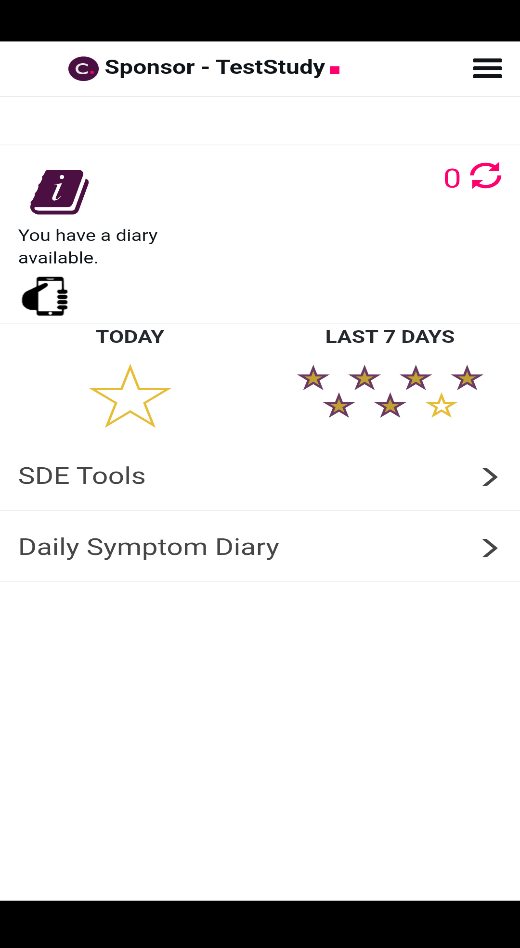 C. Sponsor - TestStudy
0
i
You have a diary
available.
TODAY
LAST 7 DAYS
SDE Tools
Daily Symptom Diary